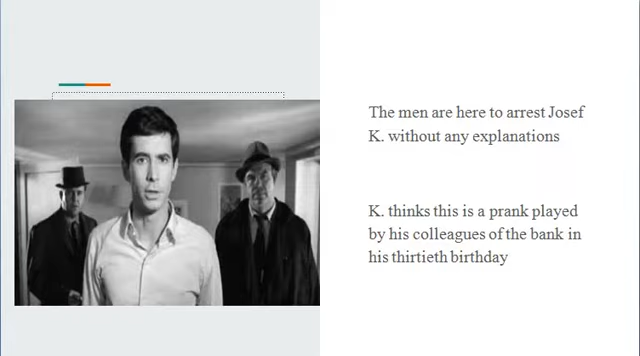 The men are here to arrest Josef
K. without any explanations
K. thinks this is a prank played
by his colleagues of the bank in
his thirtieth birthday